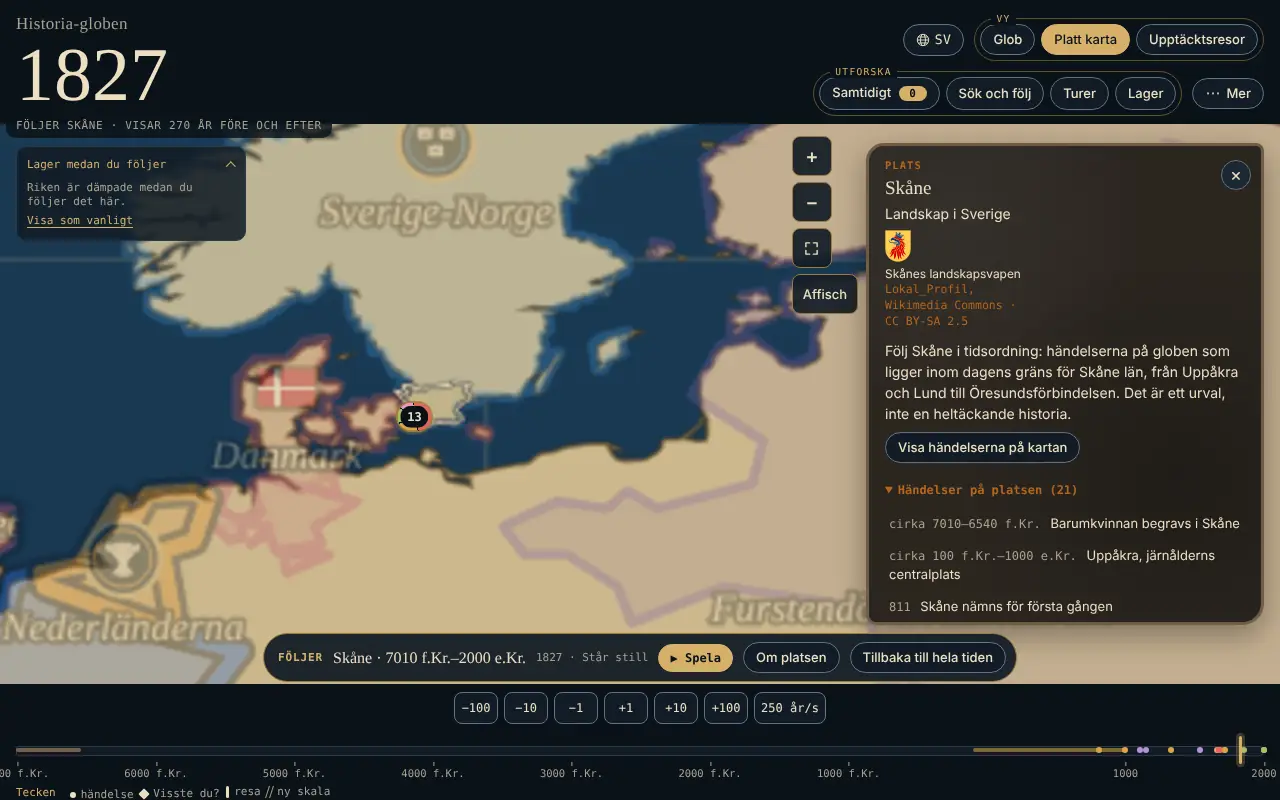 Historia-globen
1827
FÖLJER SKÅNE · VISAR 270 ÅR FÖRE OCH EFTER
SV
VY
Glob
Platt karta
Upptäcktsresor
UTFORSKA
Samtidigt 0
Sök och följ
Turer
Lager
··· Mer
Lager medan du följer
Riken är dämpade medan du
följer det här.
Visa som vanligt
Sverige-Norge
Danmark
Nederländerna
13
+
−
Affisch
PLATS
Skåne
×
Landskap i Sverige
Skånes landskapsvapen
Lokal_Profil,
Wikimedia Commons ·
CC BY-SA 2.5
Följ Skåne i tidsordning: händelserna på globen som
ligger inom dagens gräns för Skåne län, från Uppåkra
och Lund till Öresundsförbindelsen. Det är ett urval,
inte en heltäckande historia.
Visa händelserna på kartan
▼ Händelser på platsen (21)
cirka 7010–6540 f.Kr. Barumkvinnan begravs i Skåne
cirka 100 f.Kr.–1000 e.Kr. Uppåkra, järnålderns
centralplats
811 Skåne nämns för första gången
FÖLJER Skåne · 7010 f.Kr.–2000 e.Kr. 1827 · Står still ▶ Spela Om platsen Tillbaka till hela tiden
−100 −10 −1 +1 +10 +100 250 år/s
00 f.Kr. 6000 f.Kr. 5000 f.Kr. 4000 f.Kr. 3000 f.Kr. 2000 f.Kr. 1000 f.Kr. 1000 2000
Tecken ● händelse ◆ Visste du? resa // ny skala